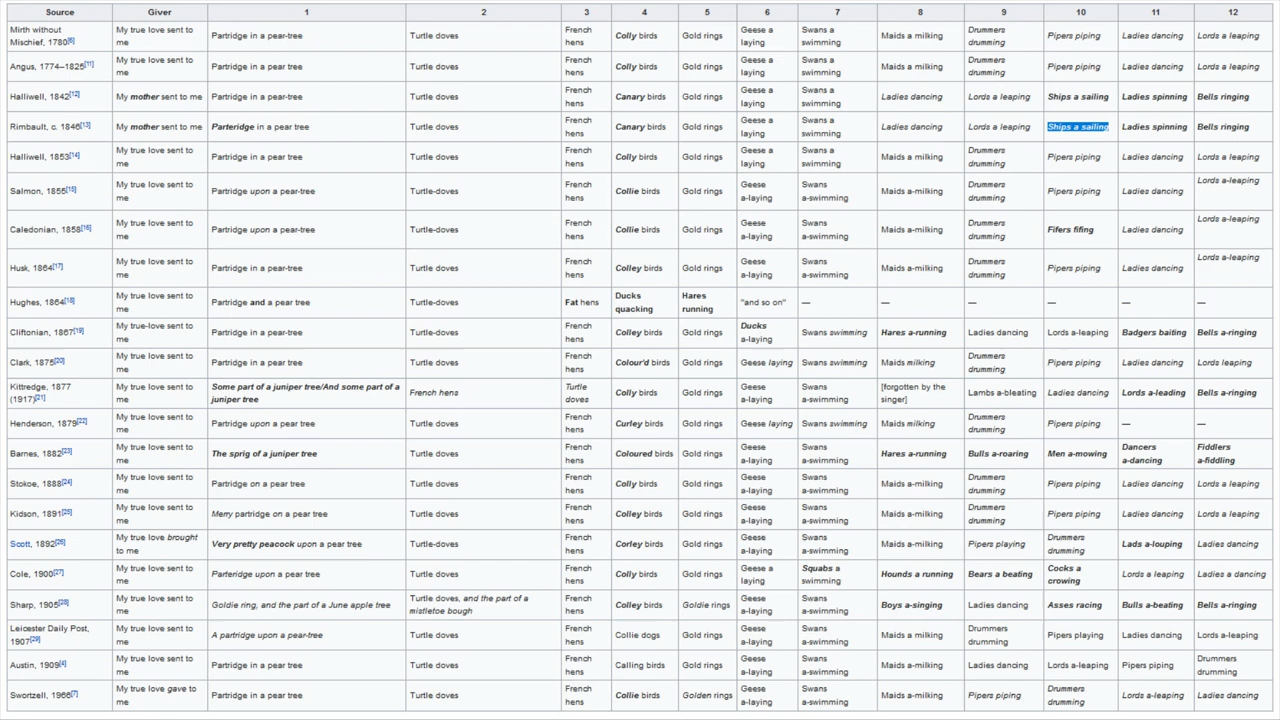 Source Giver 1 2 3 4 5 6 7 8 9 10 11 12
Mirth without Mischief, 1780[6] My true love sent to me Partridge in a pear-tree Turtle doves French hens Colly birds Gold rings Geese a laying Swans a swimming Maids a milking Drummers drumming Pipers piping Ladies dancing Lords a leaping
Angus, 1774–1825[11] My true love sent to me Partridge in a pear-tree Turtle doves French hens Colly birds Gold rings Geese a laying Swans a swimming Maids a milking Drummers drumming Pipers piping Ladies dancing Lords a leaping
Halliwell, 1842[12] My mother sent to me Partridge in a pear-tree Turtle doves French hens Canary birds Gold rings Geese a laying Swans a swimming Ladies dancing Lords a leaping Ships a sailing Ladies spinning Bells ringing
Rimbault, c. 1846[13] My mother sent to me Parteridge in a pear tree Turtle doves French hens Canary birds Gold rings Geese a laying Swans a swimming Ladies dancing Lords a leaping Ships a sailing Ladies spinning Bells ringing
Halliwell, 1853[14] My true love sent to me Partridge in a pear tree Turtle doves French hens Colly birds Gold rings Geese a laying Swans a swimming Maids a milking Drummers drumming Pipers piping Ladies dancing Lords a leaping
Salmon, 1855[15] My true love sent to me Partridge upon a pear-tree Turtle-doves French hens Collie birds Gold rings Geese a-laying Swans a-swimming Maids a-milking Drummers drumming Pipers piping Ladies dancing Lords a-leaping
Caledonian, 1858[16] My true love sent to me Partridge upon a pear-tree Turtle-doves French hens Collie birds Gold rings Geese a-laying Swans a-swimming Maids a-milking Drummers drumming Fifers fifing Ladies dancing Lords a-leaping
Husk, 1864[17] My true love sent to me Partridge in a pear-tree Turtle doves French hens Colley birds Gold rings Geese a-laying Swans a-swimming Maids a-milking Drummers drumming Pipers piping Ladies dancing Lords a-leaping
Hughes, 1864[18] My true love sent to me Partridge and a pear tree Turtle-doves Fat hens Ducks quacking Hares running "and so on" — — — — — —
Cliftonian, 1867[19] My true-love sent to me Partridge in a pear-tree Turtle-doves French hens Colley birds Gold rings Ducks a-laying Swans swimming Hares a-running Ladies dancing Lords a-leaping Badgers baiting Bells a-ringing
Clark, 1875[20] My true love sent to me Partridge in a pear tree Turtle doves French hens Colour'd birds Gold rings Geese laying Swans swimming Maids milking Drummers drumming Pipers piping Ladies dancing Lords leaping
Kittredge, 1877 (1917)[21] My true love sent to me Some part of a juniper tree/And some part of a juniper tree French hens Turtle doves Colly birds Gold rings Geese a-laying Swans a-swimming [forgotten by the singer] Lambs a-bleating Ladies dancing Lords a-leading Bells a-ringing
Henderson, 1879[22] My true love sent to me Partridge upon a pear tree Turtle doves French hens Curley birds Gold rings Geese laying Swans swimming Maids milking Drummers drumming Pipers piping — —
Barnes, 1882[23] My true love sent to me The sprig of a juniper tree Turtle doves French hens Coloured birds Gold rings Geese a-laying Swans a-swimming Hares a-running Bulls a-roaring Men a-mowing Dancers a-dancing Fiddlers a-fiddling
Stokoe, 1888[24] My true love sent to me Partridge on a pear tree Turtle doves French hens Colly birds Gold rings Geese a-laying Swans a-swimming Maids a-milking Drummers drumming Pipers piping Ladies dancing Lords a leaping
Kidson, 1891[25] My true love sent to me Merry partridge on a pear tree Turtle doves French hens Colley birds Gold rings Geese a-laying Swans a-swimming Maids a-milking Drummers drumming Pipers piping Ladies dancing Lords a leaping
Scott, 1892[26] My true love brought to me Very pretty peacock upon a pear tree Turtle-doves French hens Corley birds Gold rings Geese a-laying Swans a-swimming Maids a-milking Pipers playing Drummers drumming Lads a-louping Ladies dancing
Cole, 1900[27] My true love sent to me Parteridge upon a pear tree Turtle doves French hens Colly birds Gold rings Geese a laying Squabs a swimming Hounds a running Bears a beating Cocks a crowing Lords a leaping Ladies a dancing
Sharp, 1905[28] My true love sent to me Goldie ring, and the part of a June apple tree Turtle doves, and the part of a mistletoe bough French hens Colley birds Goldie rings Geese a-laying Swans a-swimming Boys a-singing Ladies dancing Asses racing Bulls a-beating Bells a-ringing
Leicester Daily Post, 1907[29] My true love sent to me A partridge upon a pear-tree Turtle doves French hens Collie dogs Gold rings Geese a-laying Swans a-swimming Maids a milking Drummers drumming Pipers playing Ladies dancing Lords a-leaping
Austin, 1909[4] My true love sent to me Partridge in a pear tree Turtle doves French hens Calling birds Gold rings Geese a-laying Swans a-swimming Maids a-milking Ladies dancing Lords a-leaping Pipers piping Drummers drumming
Swortzell, 1966[7] My true love gave to me Partridge in a pear tree Turtle doves French hens Collie birds Golden rings Geese a-laying Swans a-swimming Maids a-milking Pipers piping Drummers drumming Lords a-leaping Ladies dancing